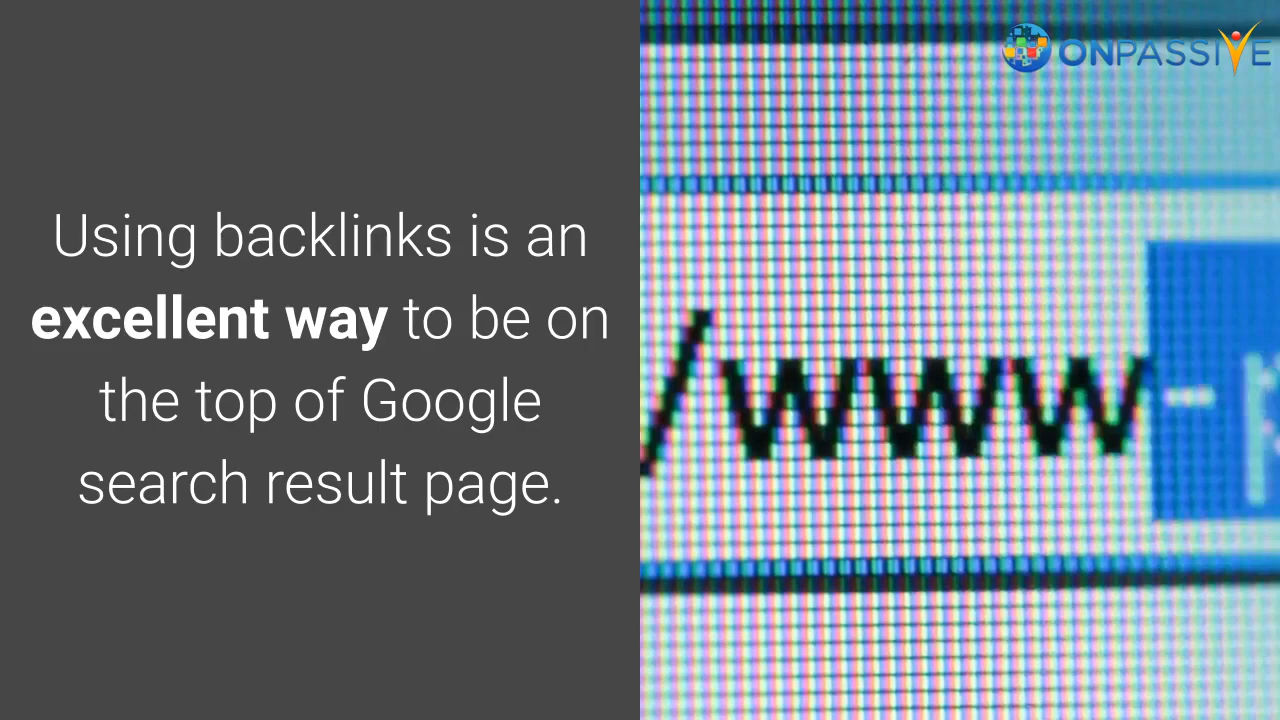 Using backlinks is an
excellent way to be on
the top of Google
search result page.
ONPASSIVE
/www